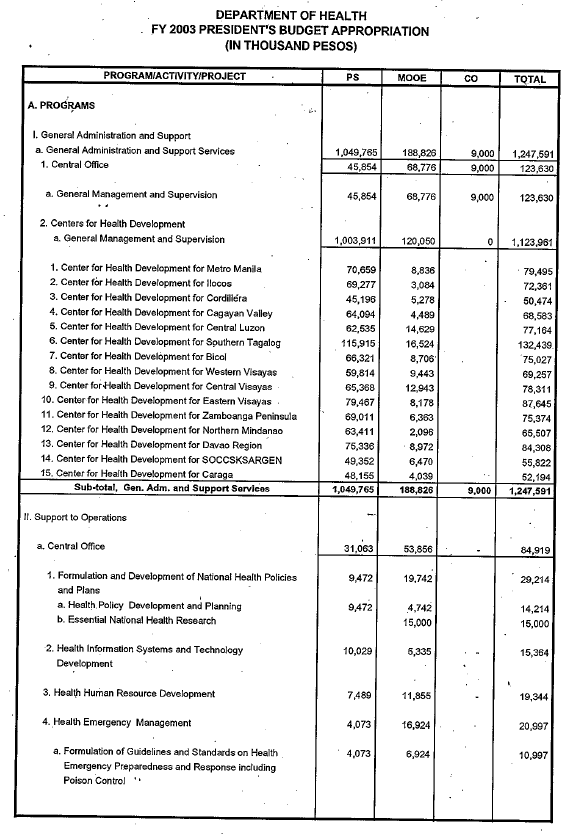 DEPARTMENT OF HEALTH
FY 2003 PRESIDENT'S BUDGET APPROPRIATION
(IN THOUSAND PESOS)
PROGRAM/ACTIVITY/PROJECT PS MOOE CO TOTAL
A. PROGRAMS
I. General Administration and Support
a. General Administration and Support Services 1,049,765 188,826 9,000 1,247,591
1. Central Office 45,854 68,776 9,000 123,630
a. General Management and Supervision 45,854 68,776 9,000 123,630
2. Centers for Health Development
a. General Management and Supervision 1,003,911 120,050 0 1,123,961
1. Center for Health Development for Metro Manila 70,659 8,836 79,495
2. Center for Health Development for Ilocos 69,277 3,084 72,361
3. Center for Health Development for Cordillera 45,196 5,278 50,474
4. Center for Health Development for Cagayan Valley 64,094 4,489 68,583
5. Center for Health Development for Central Luzon 62,535 14,629 77,164
6. Center for Health Development for Southern Tagalog 115,915 16,524 132,439
7. Center for Health Development for Bicol 66,321 8,706 75,027
8. Center for Health Development for Western Visayas 59,814 9,443 69,257
9. Center for Health Development for Central Visayas 65,368 12,943 78,311
10. Center for Health Development for Eastern Visayas 79,467 8,178 87,645
11. Center for Health Development for Zamboanga Peninsula 69,011 6,363 75,374
12. Center for Health Development for Northern Mindanao 63,411 2,096 65,507
13. Center for Health Development for Davao Region 75,336 8,972 84,308
14. Center for Health Development for SOCCSKSARGEN 49,352 6,470 55,822
15. Center for Health Development for Caraga 48,155 4,039 52,194
Sub-total, Gen. Adm. and Support Services 1,049,765 188,826 9,000 1,247,591
II. Support to Operations
a. Central Office 31,063 53,856 - 84,919
1. Formulation and Development of National Health Policies 9,472 19,742 29,214
and Plans
a. Health Policy Development and Planning 9,472 4,742 14,214
b. Essential National Health Research 15,000 15,000
2. Health Information Systems and Technology 10,029 5,335 - 15,364
Development
3. Health Human Resource Development 7,489 11,855 - 19,344
4. Health Emergency Management 4,073 16,924 20,997
a. Formulation of Guidelines and Standards on Health 4,073 6,924 10,997
Emergency Preparedness and Response including
Poison Control